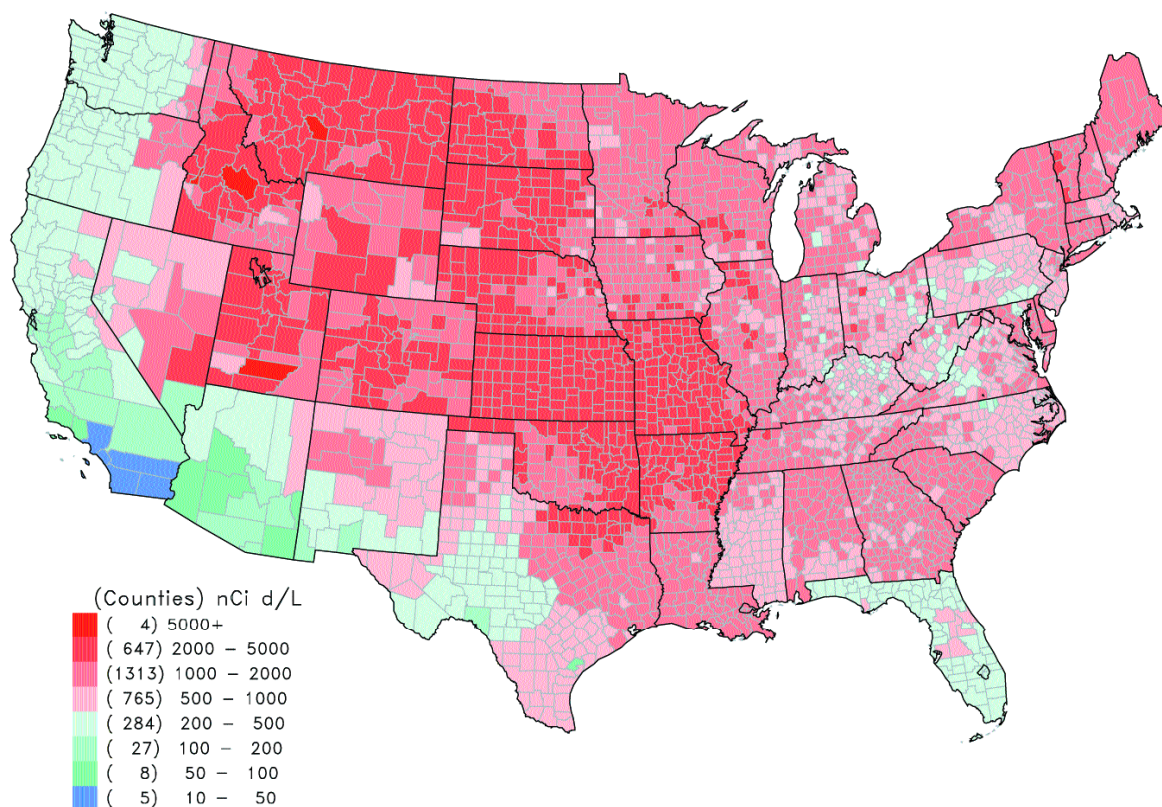 (Counties) nCi d/L
( 4) 5000+
( 647) 2000 - 5000
(1313) 1000 - 2000
( 765) 500 - 1000
( 284) 200 - 500
( 27) 100 - 200
( 8) 50 - 100
( 5) 10 - 50